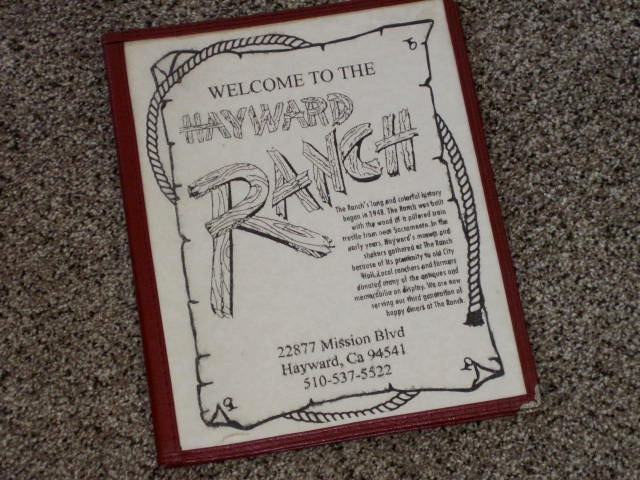 WELCOME TO THE
HAYWARD
RANCH
The Ranch's long and colorful history
began in 1948. The Ranch was built
with the wood of a pilfered train
trestle from near Sacramento. In the
early years, Hayward's movers and
shakers gathered at The Ranch
because of its proximity to old City
Hall. Local ranchers and farmers
donated many of the antiques and
memorabilia on display. We are now
serving our third generation of
happy diners at The Ranch.
22877 Mission Blvd
Hayward, Ca 94541
510-537-5522